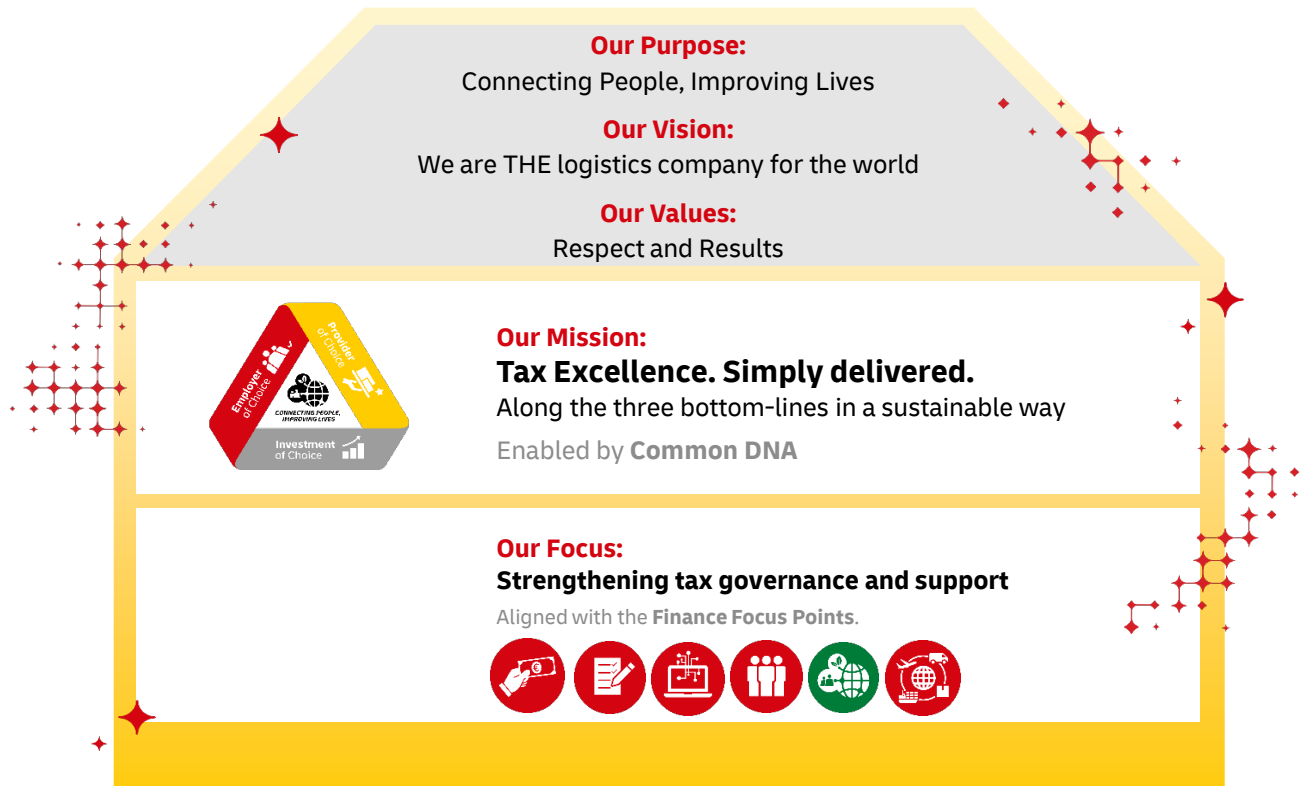 Our Purpose:
Connecting People, Improving Lives
Our Vision:
We are THE logistics company for the world
Our Values:
Respect and Results
Employer
of Choice
Provider
of Choice
CONNECTING PEOPLE,
IMPROVING LIVES
Investment
of Choice
Our Mission:
Tax Excellence. Simply delivered.
Along the three bottom-lines in a sustainable way
Enabled by Common DNA
Our Focus:
Strengthening tax governance and support
Aligned with the Finance Focus Points.
€